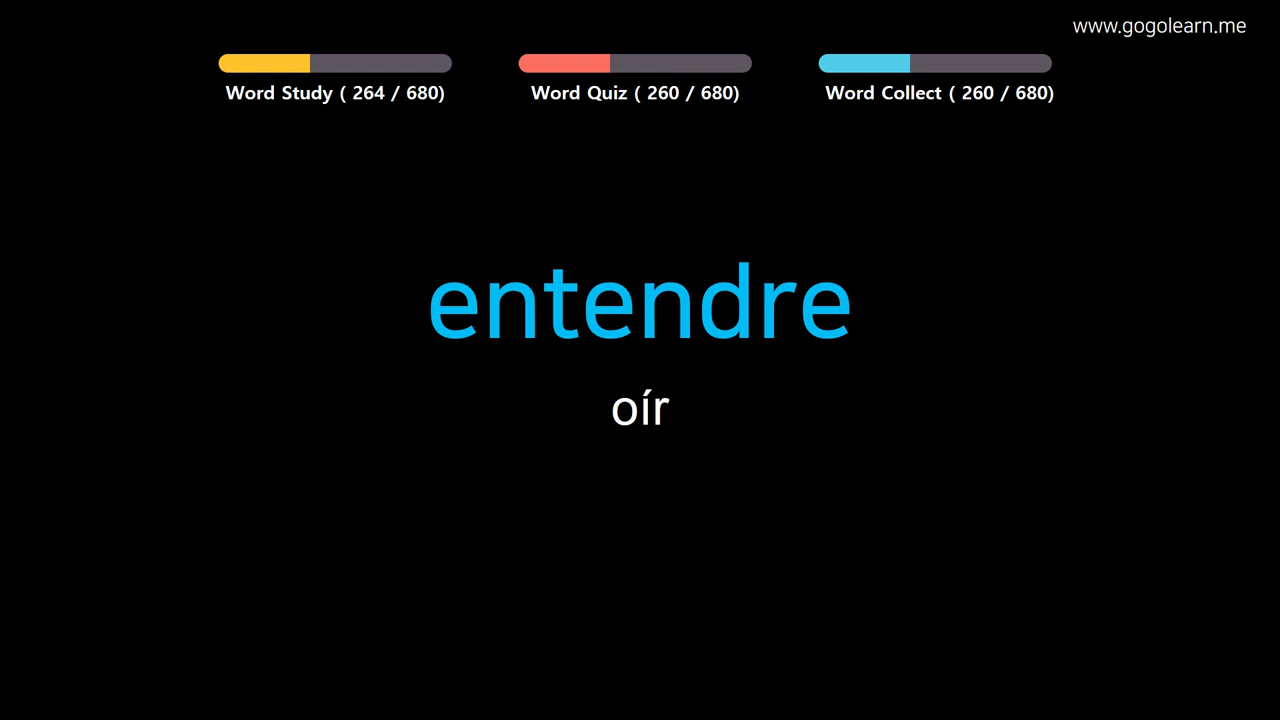 www.gogolearn.me
Word Study ( 264 / 680)
Word Quiz ( 260 / 680)
Word Collect ( 260 / 680)
entendre
oír